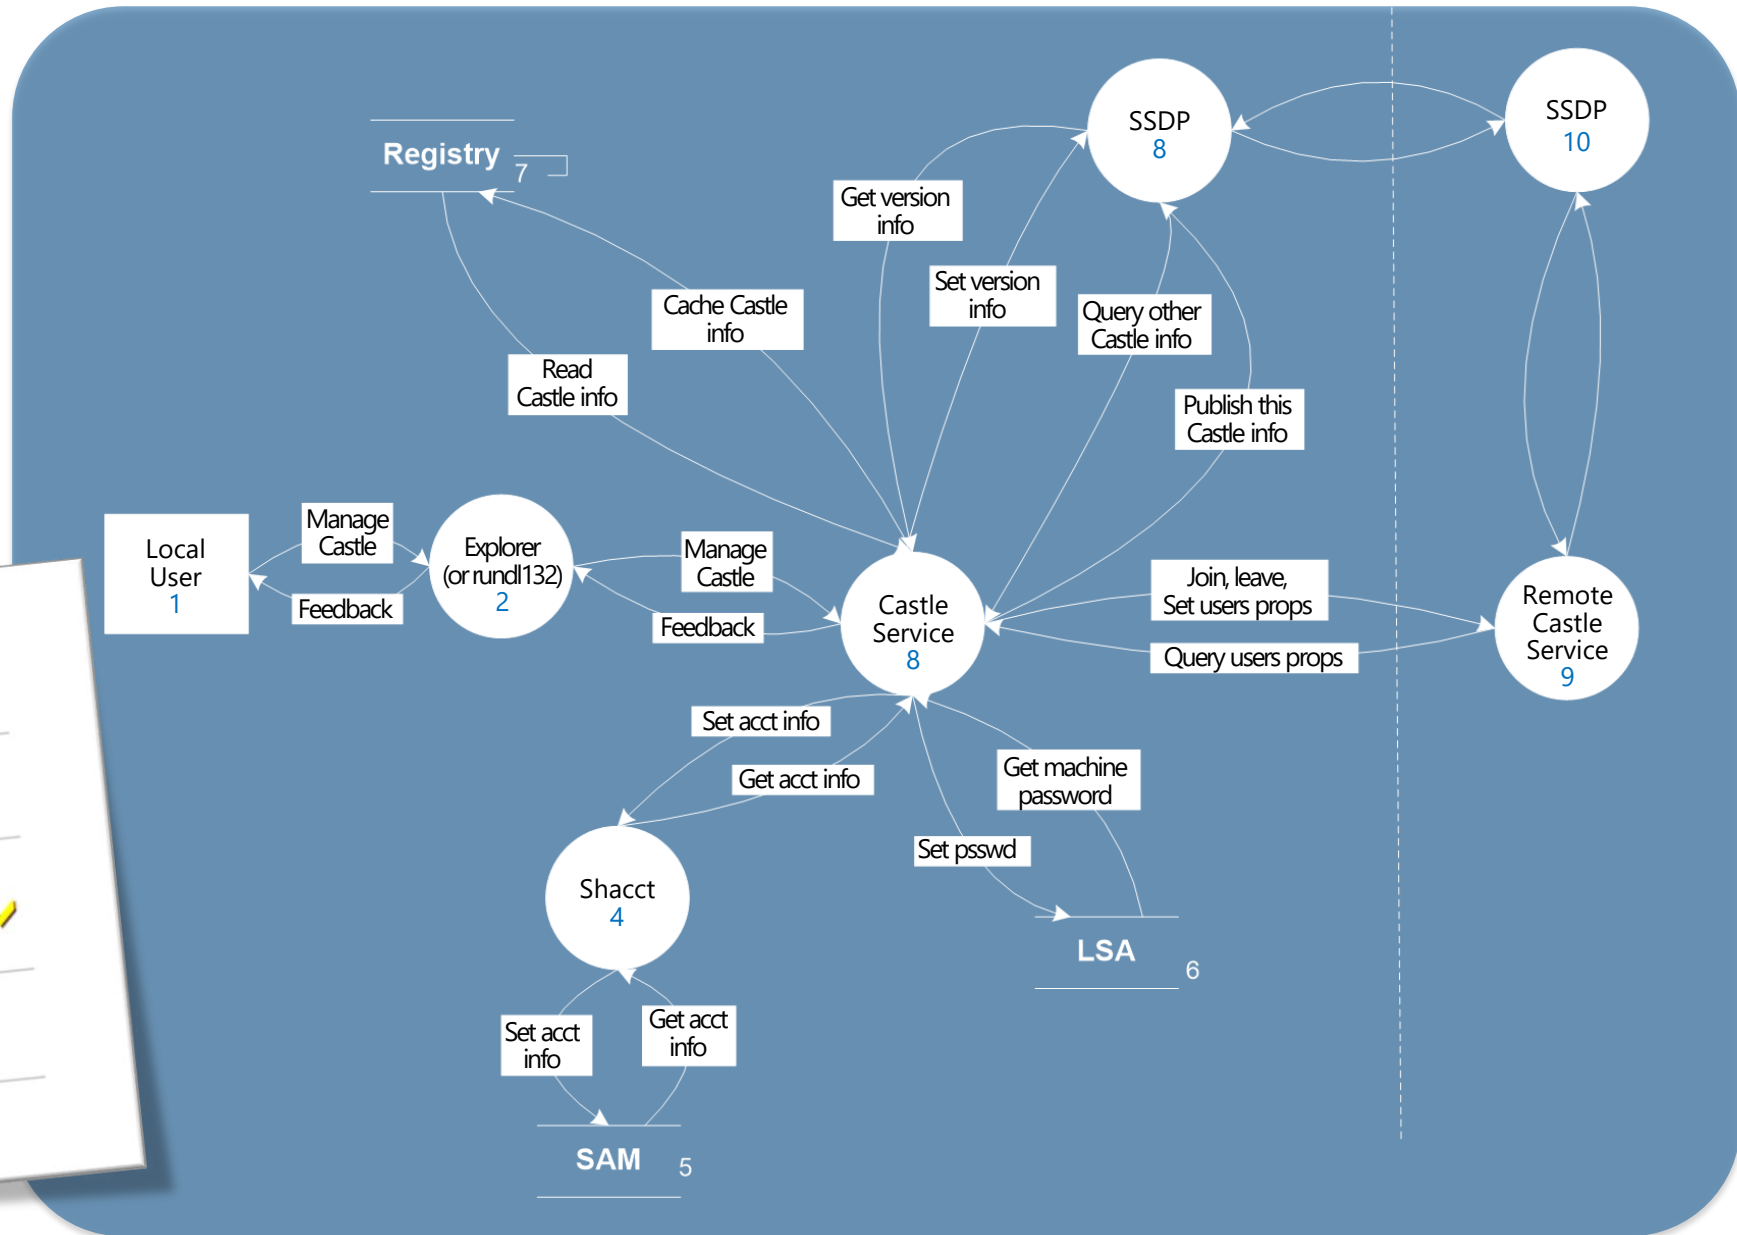 SSDP
10
SSDP
8
Registry
7
Get version
info
Set version
info
Query other
Castle info
Cache Castle
info
Read
Castle info
Publish this
Castle info
Local
User
1
Manage
Castle
Feedback
Explorer
(or rundl132)
2
Manage
Castle
Feedback
Castle
Service
8
Join, leave,
Set users props
Query users props
Remote
Castle
Service
9
Set acct info
Get acct info
Get machine
password
Set psswd
Shacct
4
LSA
6
Set acct
info
Get acct
info
SAM
5